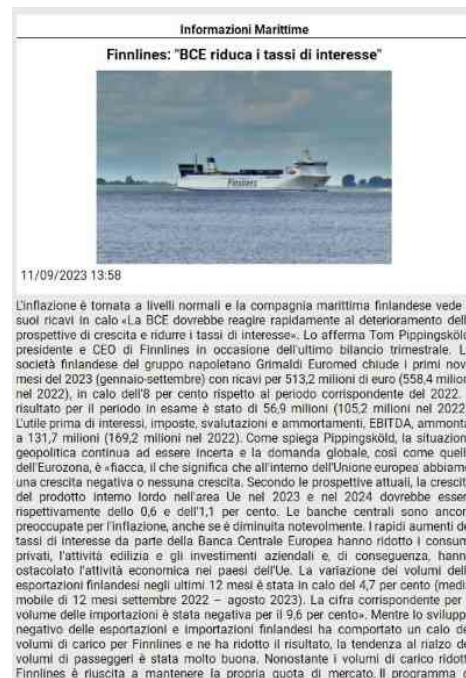 Informazioni Marittime
Finnlines: "BCE riduca i tassi di interesse"
Finnlines
11/09/2023 13:58
L'inflazione è tornata a livelli normali e la compagnia marittima finlandese vede
suoi ricavi in calo «La BCE dovrebbe reagire rapidamente al deterioramento dell
prospettive di crescita e ridurre i tassi di interesse». Lo afferma Tom Pippingsköld
presidente e CEO di Finnlines in occasione dell'ultimo bilancio trimestrale. L
società finlandese del gruppo napoletano Grimaldi Euromed chiude i primi nov
mesi del 2023 (gennaio-settembre) con ricavi per 513,2 milioni di euro (558,4 milion
nel 2022), in calo dell'8 per cento rispetto al periodo corrispondente del 2022.
risultato per il periodo in esame è stato di 56,9 milioni (105,2 milioni nel 2022
L'utile prima di interessi, imposte, svalutazioni e ammortamenti, EBITDA, ammonta
a 131,7 milioni (169,2 milioni nel 2022). Come spiega Pippingsköld, la situazion
geopolitica continua ad essere incerta e la domanda globale, così come quell
dell'Eurozona, è «fiacca, il che significa che all'interno dell'Unione europea abbiam
una crescita negativa o nessuna crescita. Secondo le prospettive attuali, la crescit
del prodotto interno lordo nell'area Ue nel 2023 e nel 2024 dovrebbe esser
rispettivamente dello 0,6 e dell'1,1 per cento. Le banche centrali sono ancor
preoccupate per l'inflazione, anche se è diminuita notevolmente. I rapidi aumenti de
tassi di interesse da parte della Banca Centrale Europea hanno ridotto i consum
privati, l'attività edilizia e gli investimenti aziendali e, di conseguenza, hann
ostacolato l'attività economica nei paesi dell'Ue. La variazione dei volumi dell
esportazioni finlandesi negli ultimi 12 mesi è stata in calo del 4,7 per cento (medi
mobile di 12 mesi settembre 2022 – agosto 2023). La cifra corrispondente per
volume delle importazioni è stata negativa per il 9,6 per cento». Mentre lo svilupp
negativo delle esportazioni e importazioni finlandesi ha comportato un calo de
volumi di carico per Finnlines e ne ha ridotto il risultato, la tendenza al rialzo de
volumi di passeggeri è stata molto buona. Nonostante i volumi di carico ridott
Finnlines è riuscita a mantenere la propria quota di mercato. Il programma d